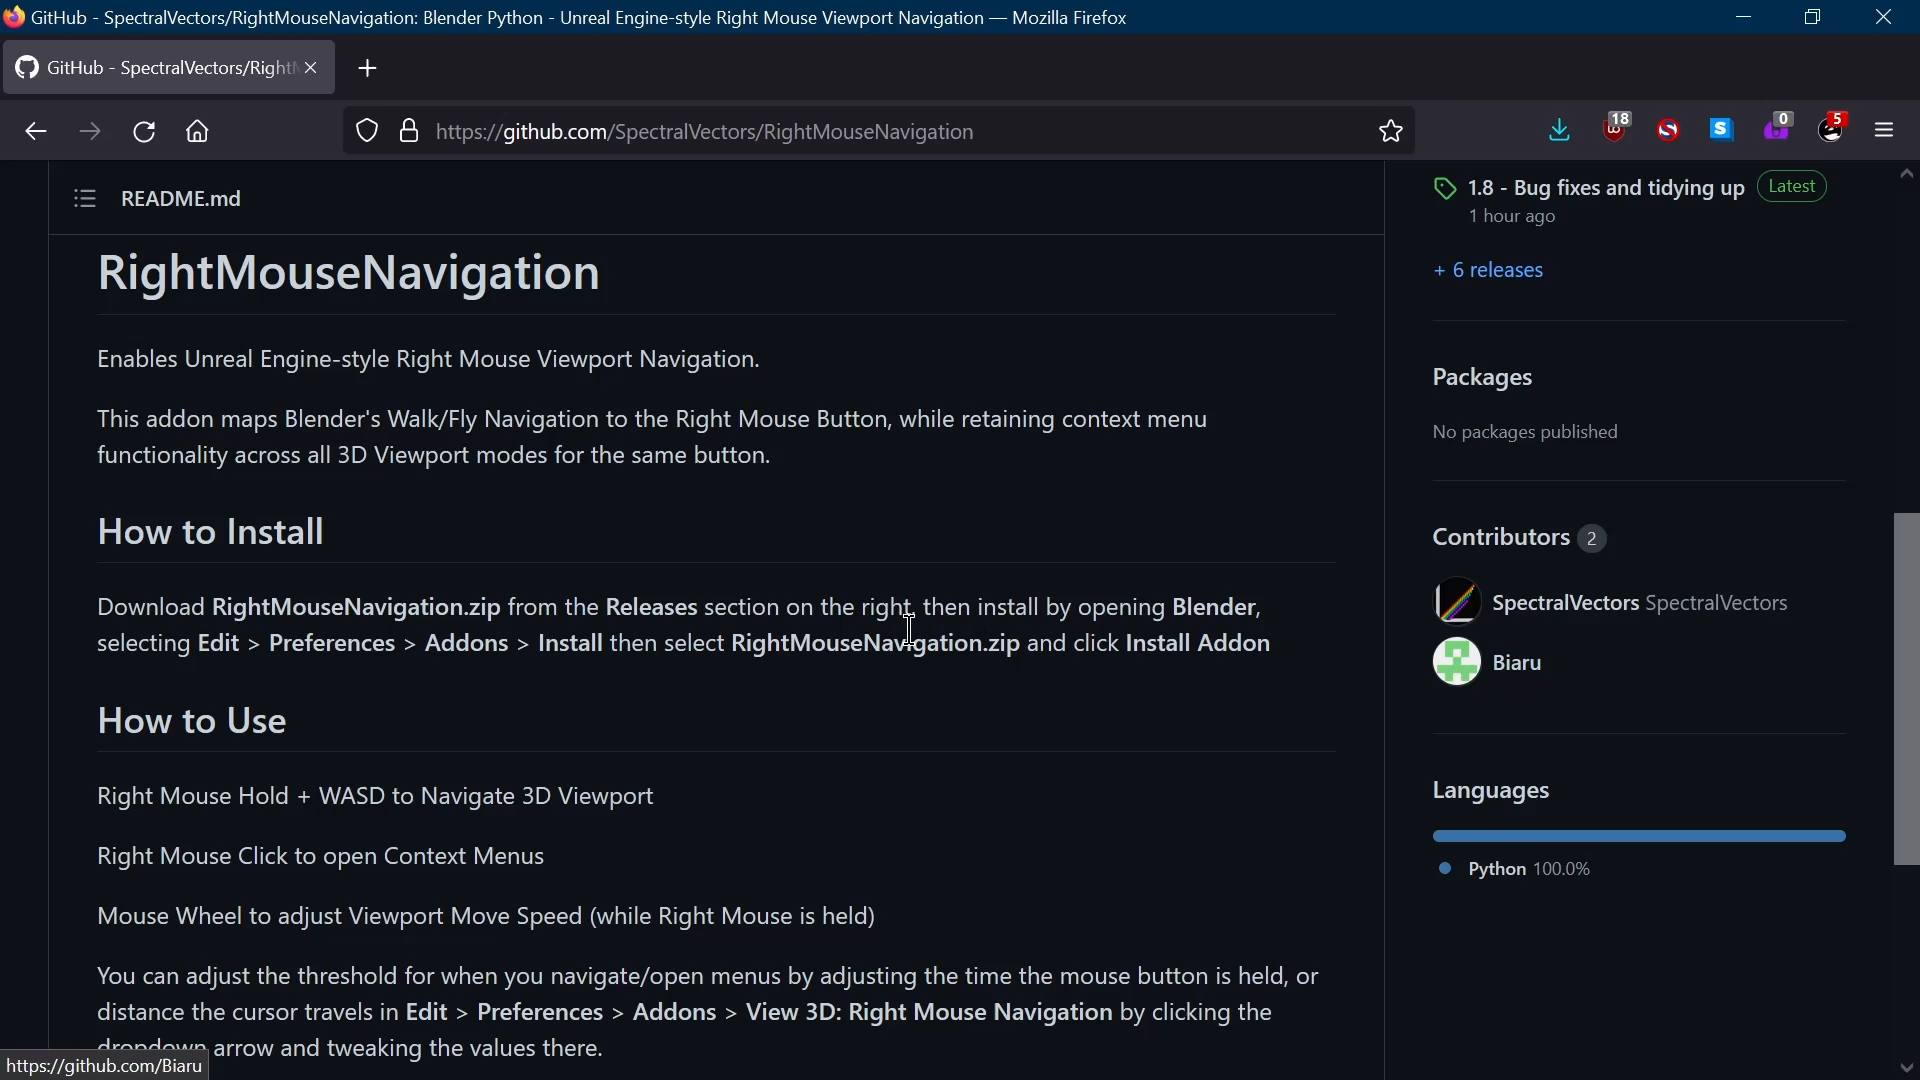 GitHub - SpectralVectors/RightMouseNavigation: Blender Python - Unreal Engine-style Right Mouse Viewport Navigation — Mozilla Firefox
GitHub - SpectralVectors/Right
https://github.com/SpectralVectors/RightMouseNavigation
18
S
0
5
README.md
RightMouseNavigation
Enables Unreal Engine-style Right Mouse Viewport Navigation.
This addon maps Blender's Walk/Fly Navigation to the Right Mouse Button, while retaining context menu
functionality across all 3D Viewport modes for the same button.
How to Install
Download RightMouseNavigation.zip from the Releases section on the right, then install by opening Blender,
selecting Edit > Preferences > Addons > Install then select RightMouseNavigation.zip and click Install Addon
How to Use
Right Mouse Hold + WASD to Navigate 3D Viewport
Right Mouse Click to open Context Menus
Mouse Wheel to adjust Viewport Move Speed (while Right Mouse is held)
You can adjust the threshold for when you navigate/open menus by adjusting the time the mouse button is held, or
distance the cursor travels in Edit > Preferences > Addons > View 3D: Right Mouse Navigation by clicking the
dropdown arrow and tweaking the values there.
https://github.com/Biaru
1.8 - Bug fixes and tidying up Latest
1 hour ago
+ 6 releases
Packages
No packages published
Contributors 2
SpectralVectors SpectralVectors
Biaru
Languages
Python 100.0%